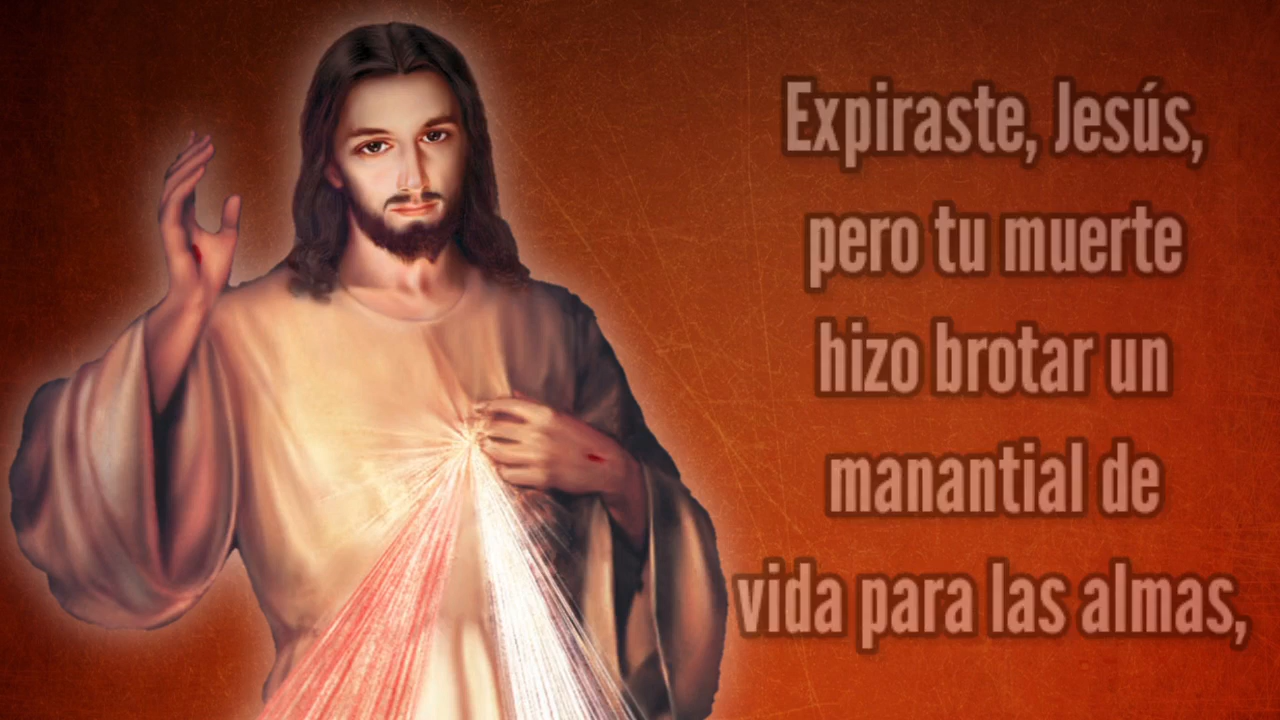 Expiraste, Jesús,
pero tu muerte
hizo brotar un
manantial de
vida para las almas,